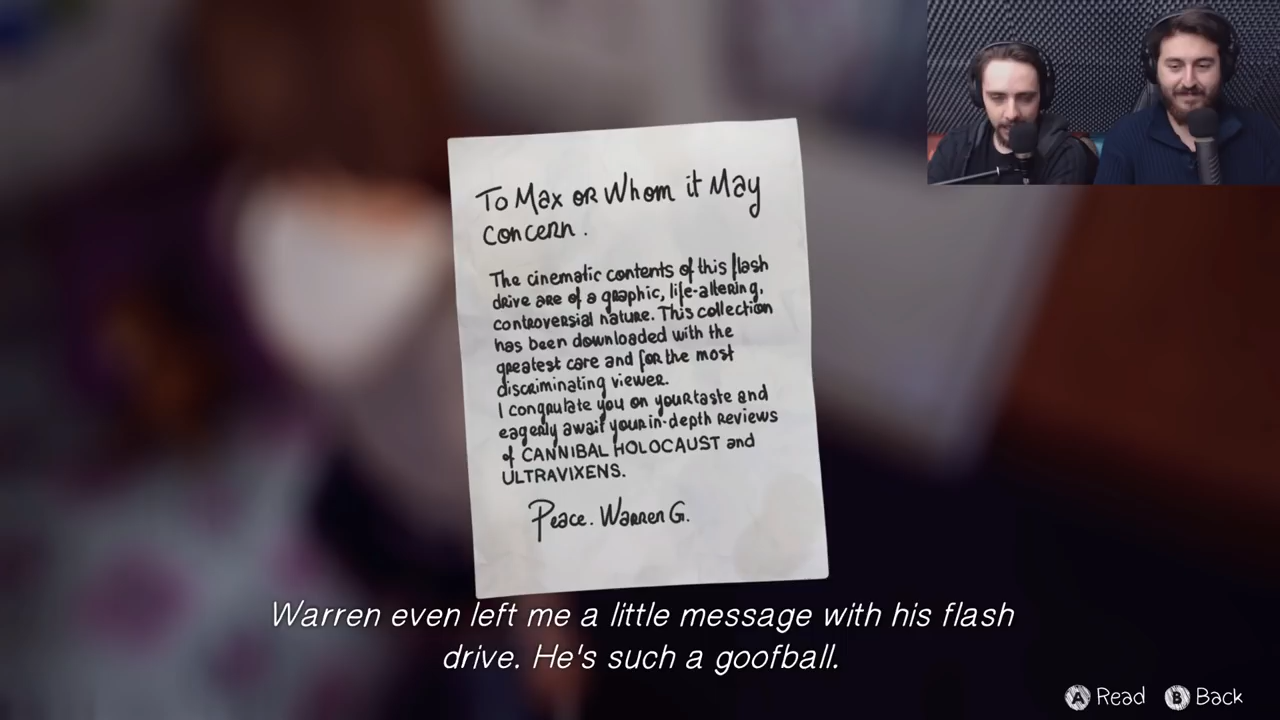 To Max or Whom it May
Concern.
The cinematic contents of this flash
drive are of a graphic, life-altering,
controversial nature. This collection
has been downloaded with the
greatest care and for the most
discriminating viewer.
I congrulate you on your taste and
eagerly await your in-depth reviews
of CANNIBAL HOLOCAUST and
ULTRAVIXENS.
Peace. Warren G.
Warren even left me a little message with his flash
drive. He's such a goofball.
A Read B Back